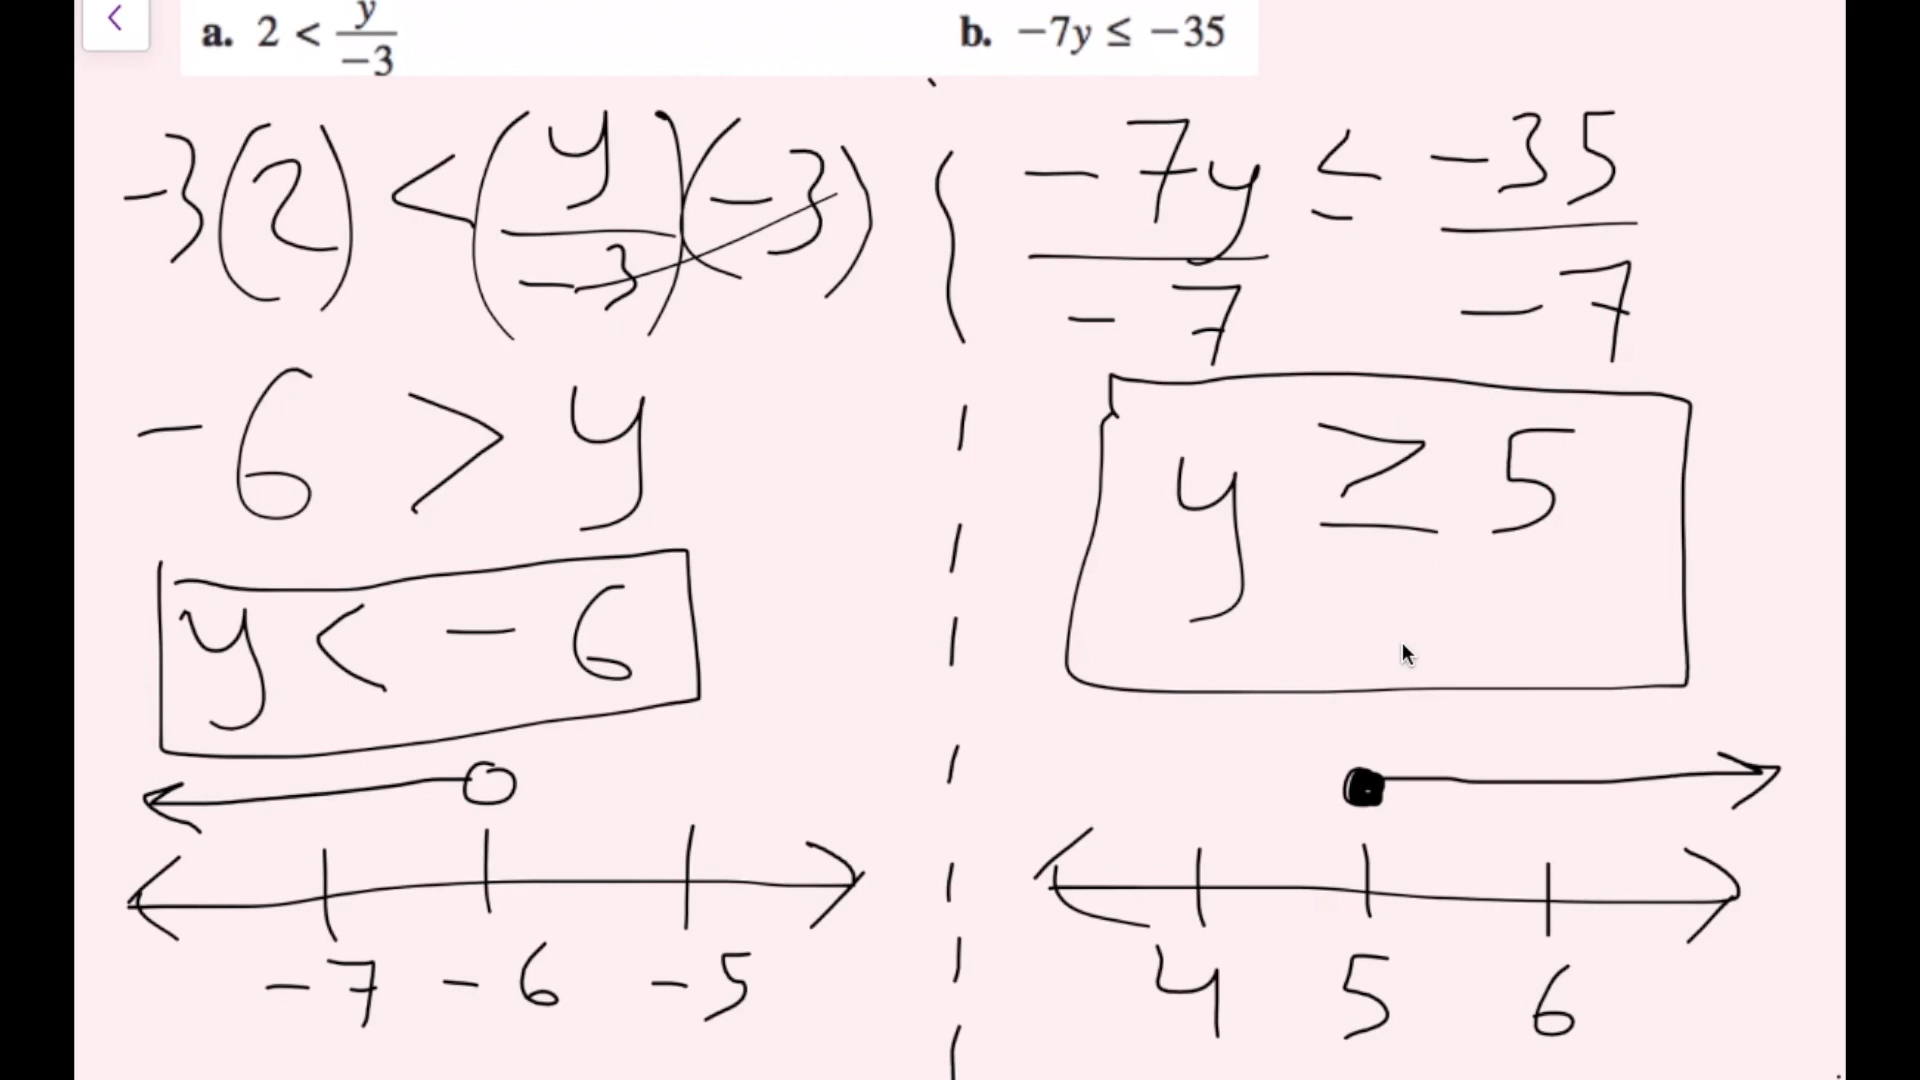 a. 2 < y/-3
b. −7y ≤ −35
-3(2) < (y/-3)(-3)
-6 > y
y < -6
-7 -6 -5
-7y/-7 ≤ -35/-7
y ≥ 5
4 5 6